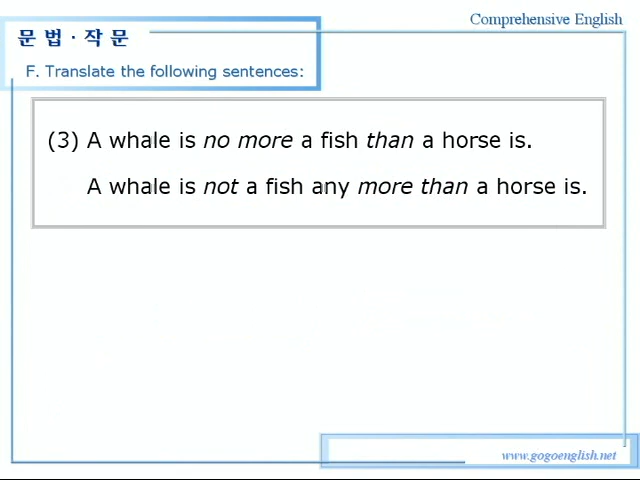 Comprehensive English
문 법 · 작 문
F. Translate the following sentences:
(3) A whale is no more a fish than a horse is.
A whale is not a fish any more than a horse is.
www.gogoenglish.net